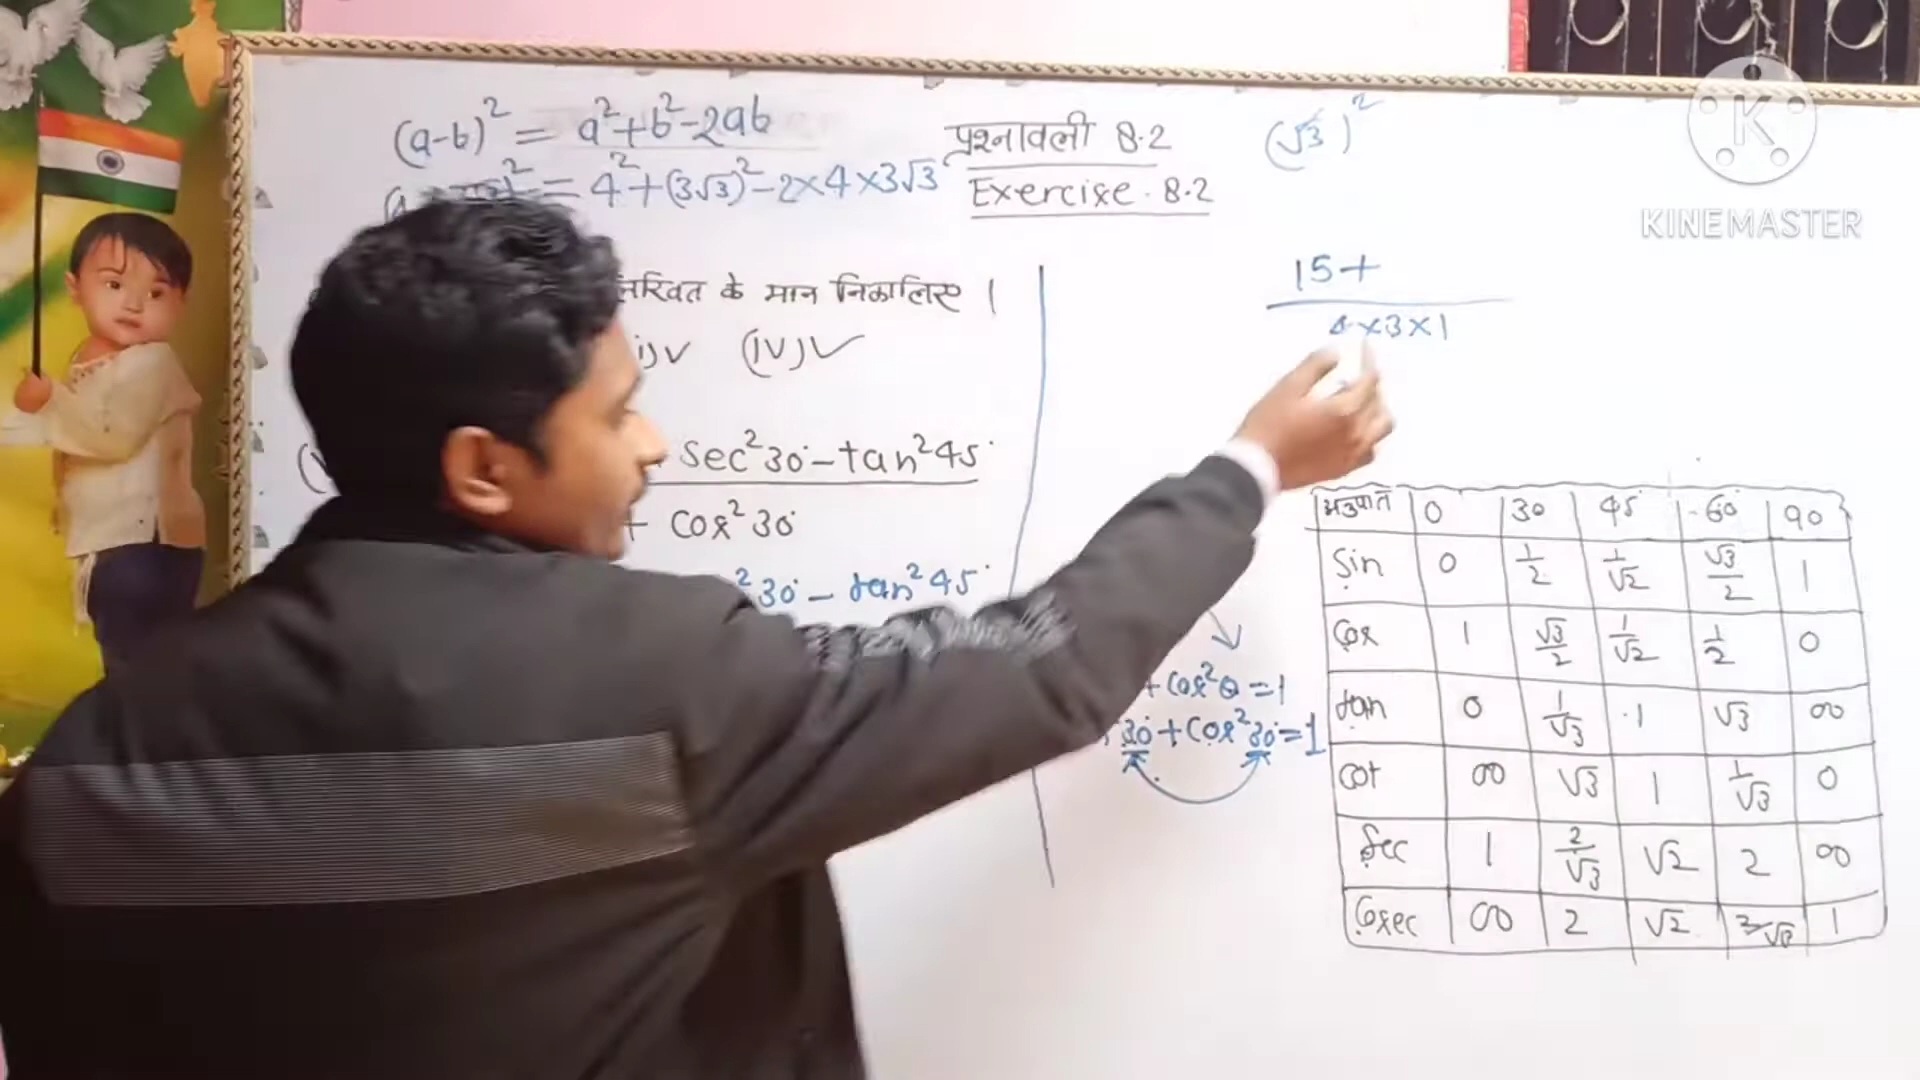 (a-b)² = a²+b²-2ab
= 4²+(3√3)²-2×4×3√3
प्रश्नावली 8.2
Exercise. 8.2
(√3)²
KINEMASTER
के मान निकालिए।
(iv)✓
sec²30°-tan²45°
+ cos²30°
²30° - tan²45°
15+
4×3×1
+cos²θ=1
30°+cos²30°=1
अनुपात 0 30 45° 60° 90
Sin 0 1/2 1/√2 √3/2 1
Cos 1 √3/2 1/√2 1/2 0
tan 0 1/√3 1 √3 ∞
cot ∞ √3 1 1/√3 0
Sec 1 2/√3 √2 2 ∞
Cosec ∞ 2 √2 2/√3 1